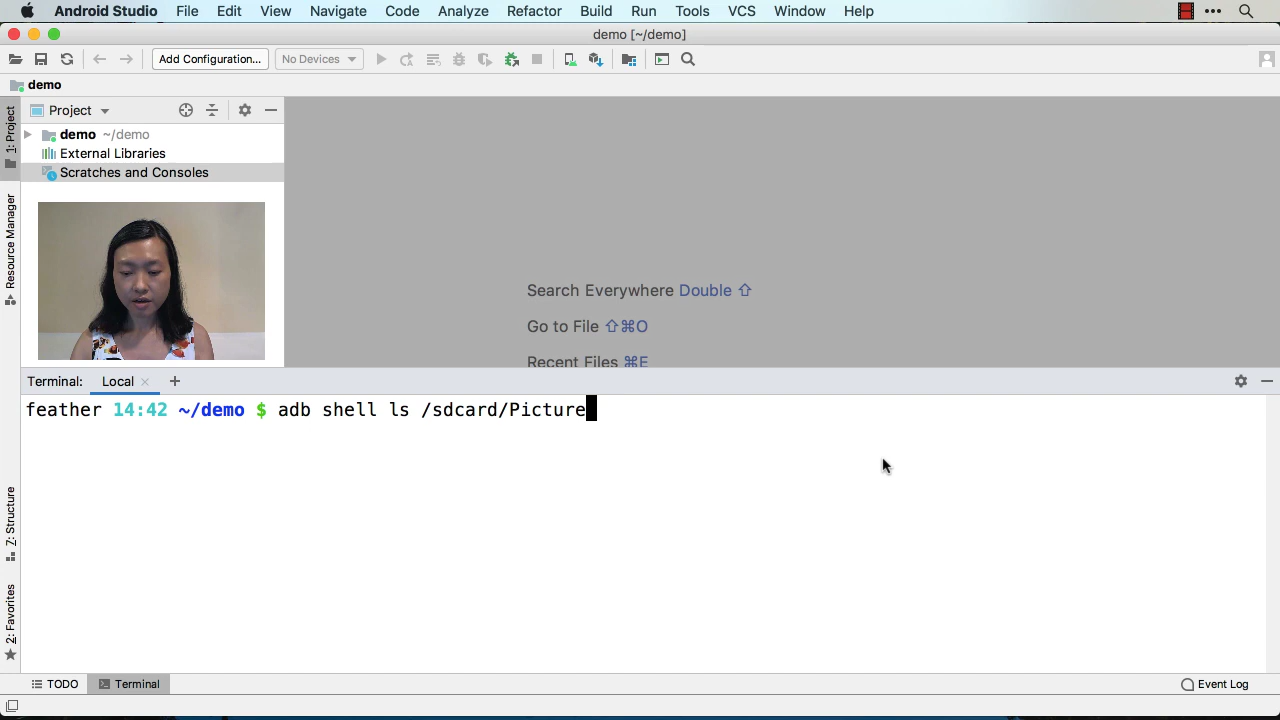 Android Studio File Edit View Navigate Code Analyze Refactor Build Run Tools VCS Window Help
demo [~/demo]
Add Configuration... No Devices
demo
Project
demo ~/demo
External Libraries
Scratches and Consoles
1: Project
Resource Manager
Z: Structure
2: Favorites
Search Everywhere Double ⇧
Go to File ⇧⌘O
Recent Files ⌘E
Terminal: Local × +
feather 14:42 ~/demo $ adb shell ls /sdcard/Picture
TODO Terminal Event Log